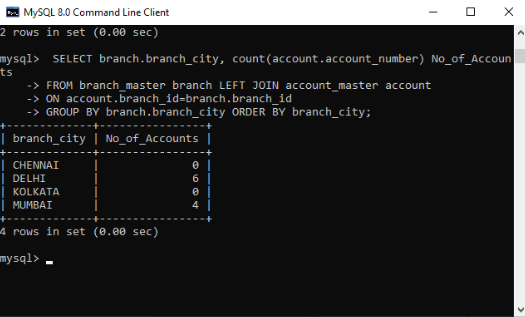 MySQL 8.0 Command Line Client
2 rows in set (0.00 sec)
mysql>  SELECT branch.branch_city, count(account.account_number) No_of_Accoun
ts
    -> FROM branch_master branch LEFT JOIN account_master account
    -> ON account.branch_id=branch.branch_id
    -> GROUP BY branch.branch_city ORDER BY branch_city;
+-------------+----------------+
| branch_city | No_of_Accounts |
+-------------+----------------+
| CHENNAI     |              0 |
| DELHI       |              6 |
| KOLKATA     |              0 |
| MUMBAI      |              4 |
+-------------+----------------+
4 rows in set (0.00 sec)
mysql> _